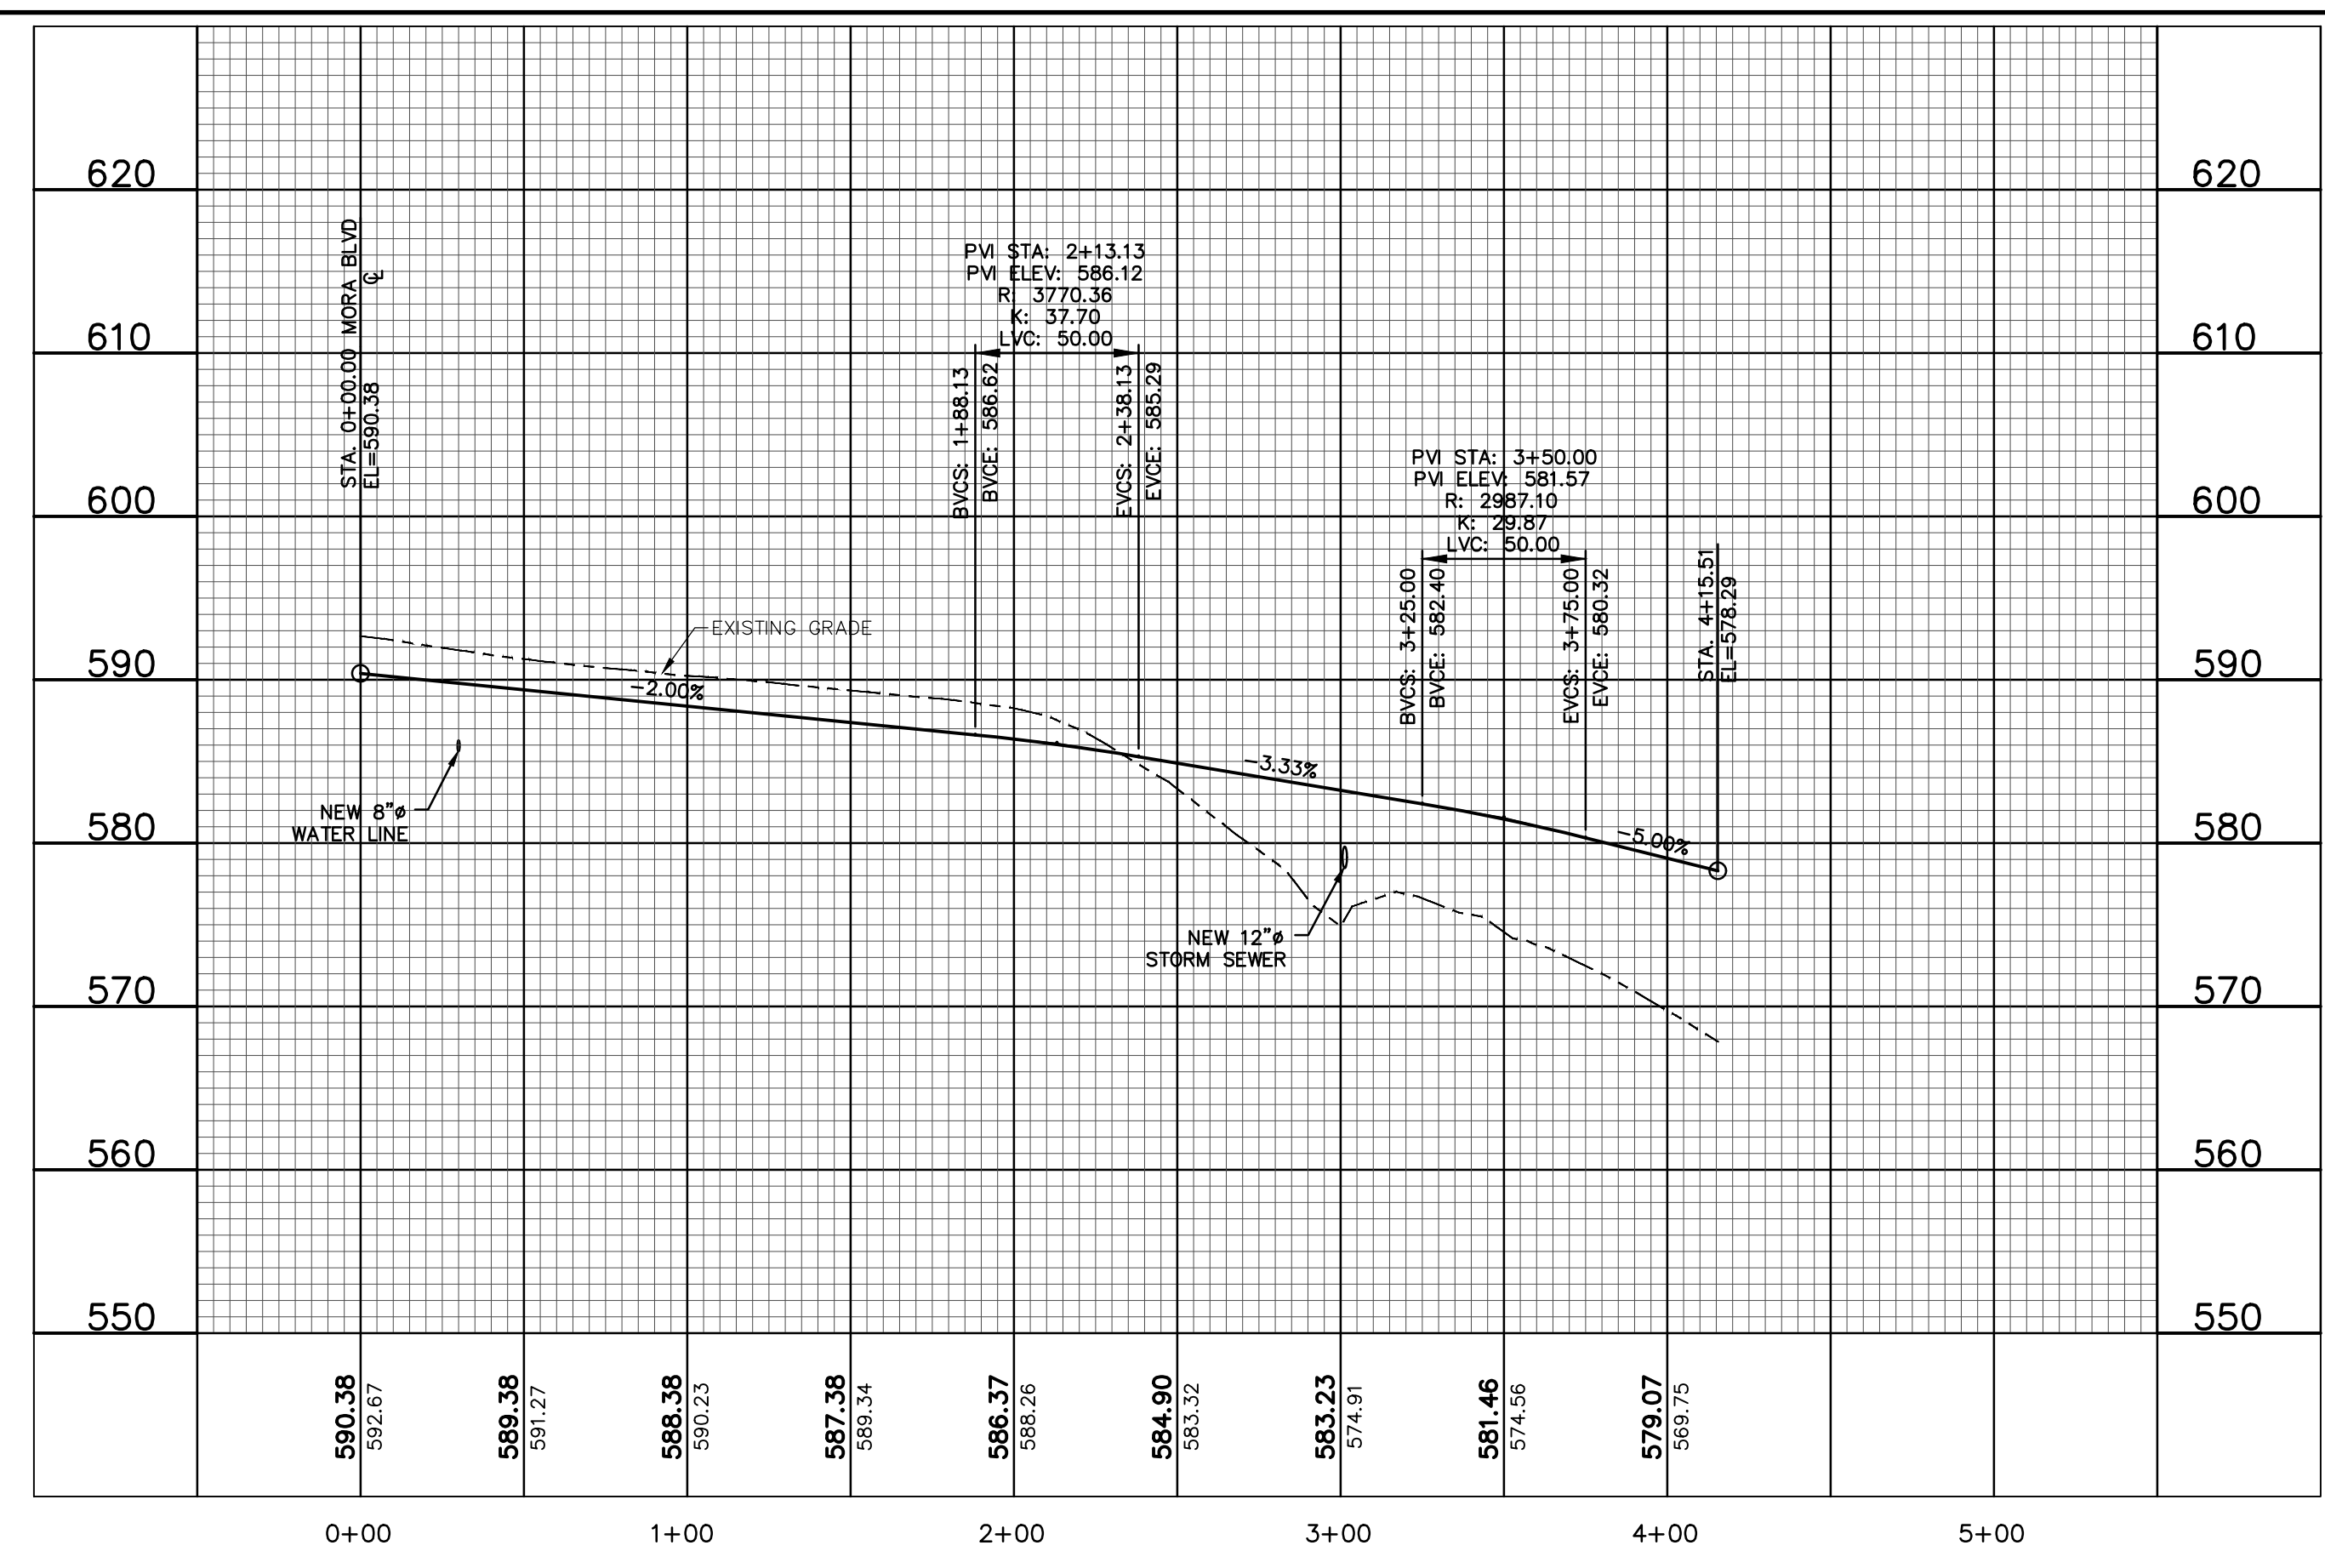 620
620
610
610
600
600
590
590
580
580
570
570
560
560
550
550
STA. 0+00.00 MORA BLVD
℄
EL=590.38
PVI STA: 2+13.13
PVI ELEV: 586.12
R: 3770.36
K: 37.70
LVC: 50.00
BVCS: 1+88.13
BVCE: 586.62
EVCS: 2+38.13
EVCE: 585.29
PVI STA: 3+50.00
PVI ELEV: 581.57
R: 2987.10
K: 29.87
LVC: 50.00
BVCS: 3+25.00
BVCE: 582.40
EVCS: 3+75.00
EVCE: 580.32
STA. 4+15.51
EL=578.29
EXISTING GRADE
-2.00%
-3.33%
-5.00%
NEW 8"ø
WATER LINE
NEW 12"ø
STORM SEWER
590.38
592.67
589.38
591.27
588.38
590.23
587.38
589.34
586.37
588.26
584.90
583.32
583.23
574.91
581.46
574.56
579.07
569.75
0+00
1+00
2+00
3+00
4+00
5+00